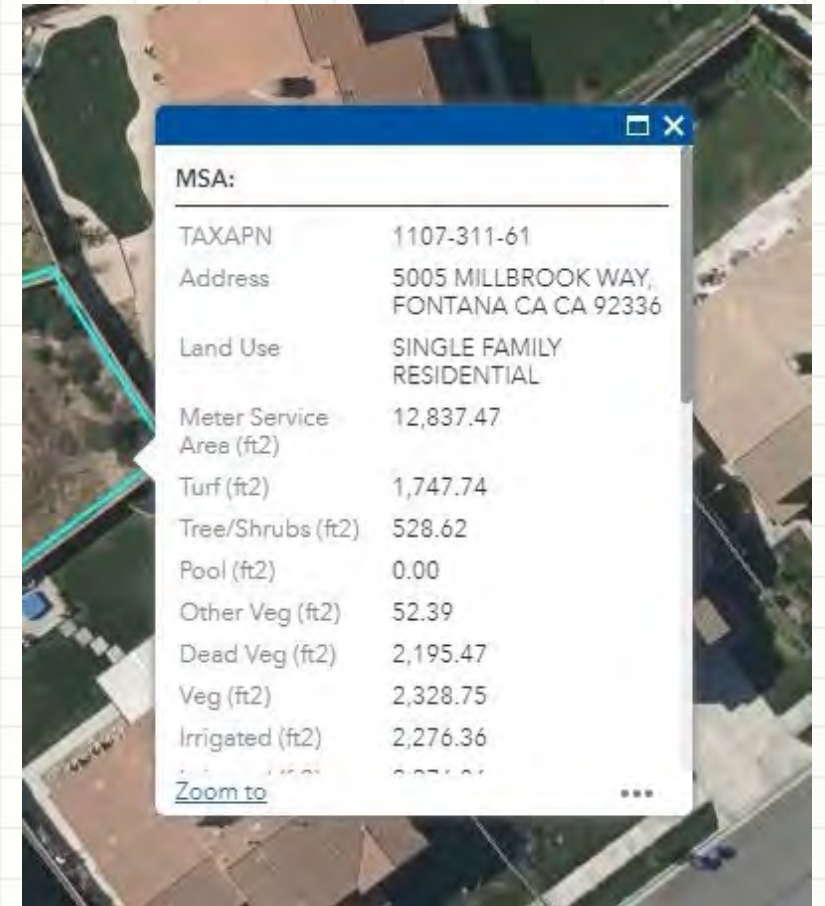 MSA:
TAXAPN 1107-311-61
Address 5005 MILLBROOK WAY,
FONTANA CA CA 92336
Land Use SINGLE FAMILY
RESIDENTIAL
Meter Service 12,837.47
Area (ft2)
Turf (ft2) 1,747.74
Tree/Shrubs (ft2) 528.62
Pool (ft2) 0.00
Other Veg (ft2) 52.39
Dead Veg (ft2) 2,195.47
Veg (ft2) 2,328.75
Irrigated (ft2) 2,276.36
Zoom to